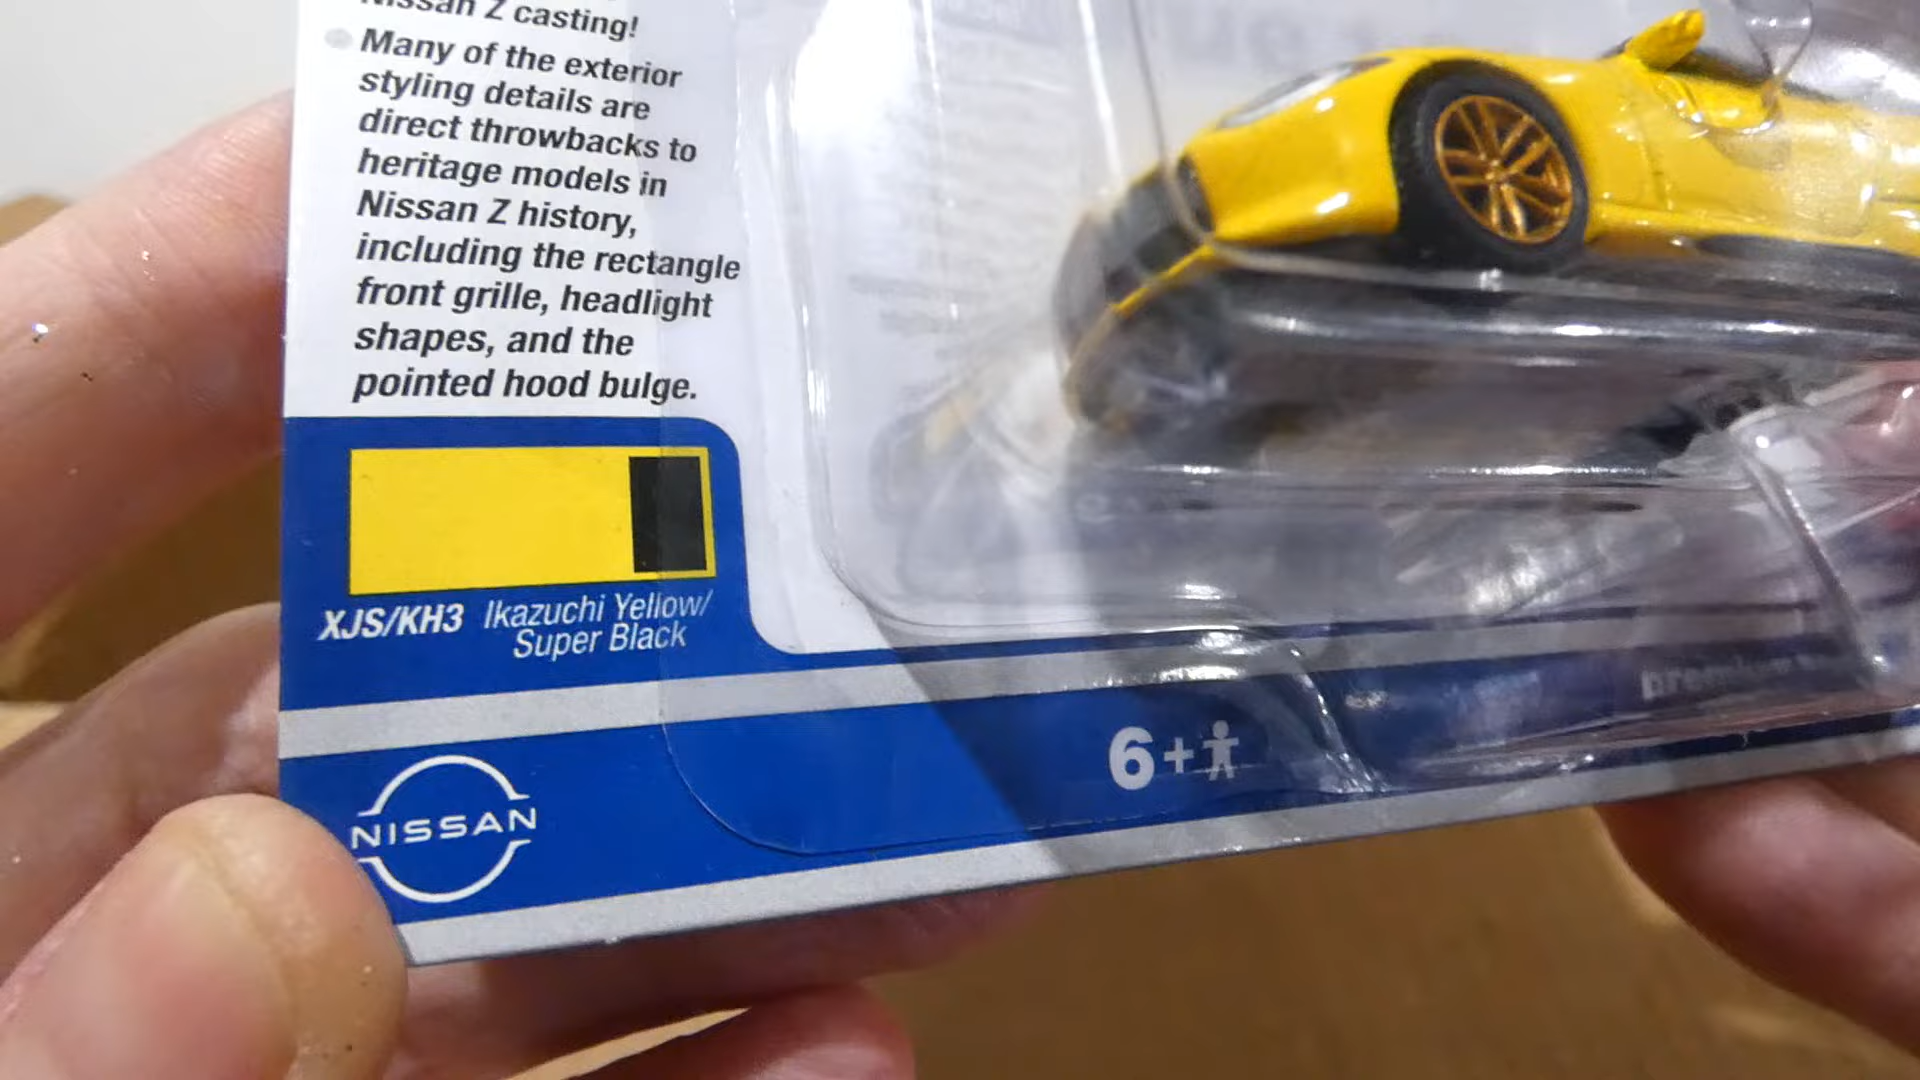 Nissan Z casting!
Many of the exterior
styling details are
direct throwbacks to
heritage models in
Nissan Z history,
including the rectangle
front grille, headlight
shapes, and the
pointed hood bulge.
XJS/KH3 Ikazuchi Yellow/
Super Black
NISSAN
6+